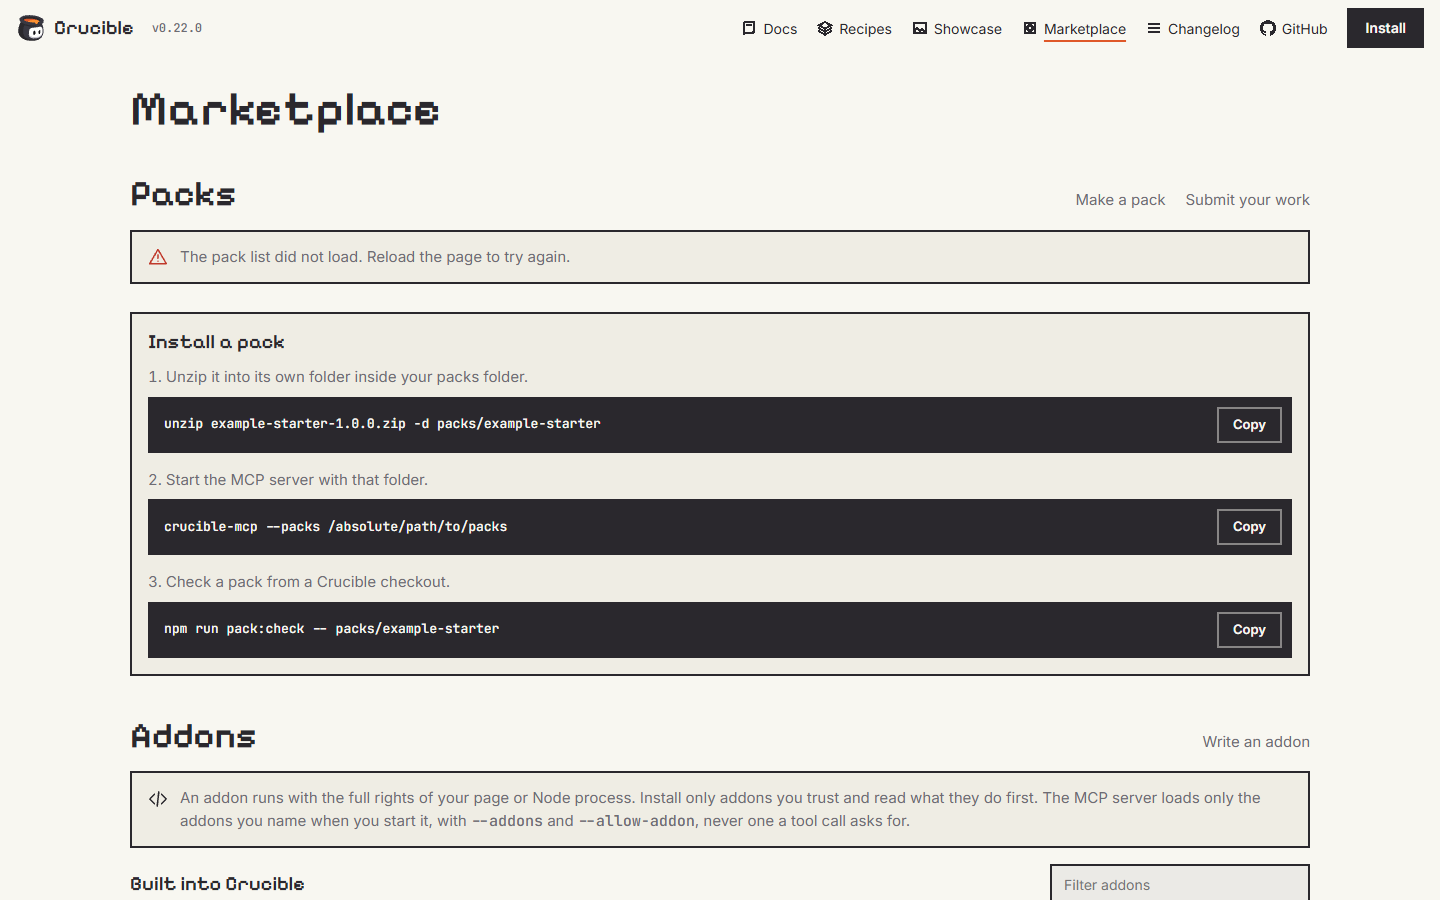 Crucible v0.22.0 Docs Recipes Showcase Marketplace Changelog GitHub Install
Marketplace
Packs
Make a pack Submit your work
The pack list did not load. Reload the page to try again.
Install a pack
1. Unzip it into its own folder inside your packs folder.
unzip example-starter-1.0.0.zip -d packs/example-starter Copy
2. Start the MCP server with that folder.
crucible-mcp --packs /absolute/path/to/packs Copy
3. Check a pack from a Crucible checkout.
npm run pack:check -- packs/example-starter Copy
Addons
Write an addon
An addon runs with the full rights of your page or Node process. Install only addons you trust and read what they do first. The MCP server loads only the
addons you name when you start it, with --addons and --allow-addon, never one a tool call asks for.
Built into Crucible
Filter addons